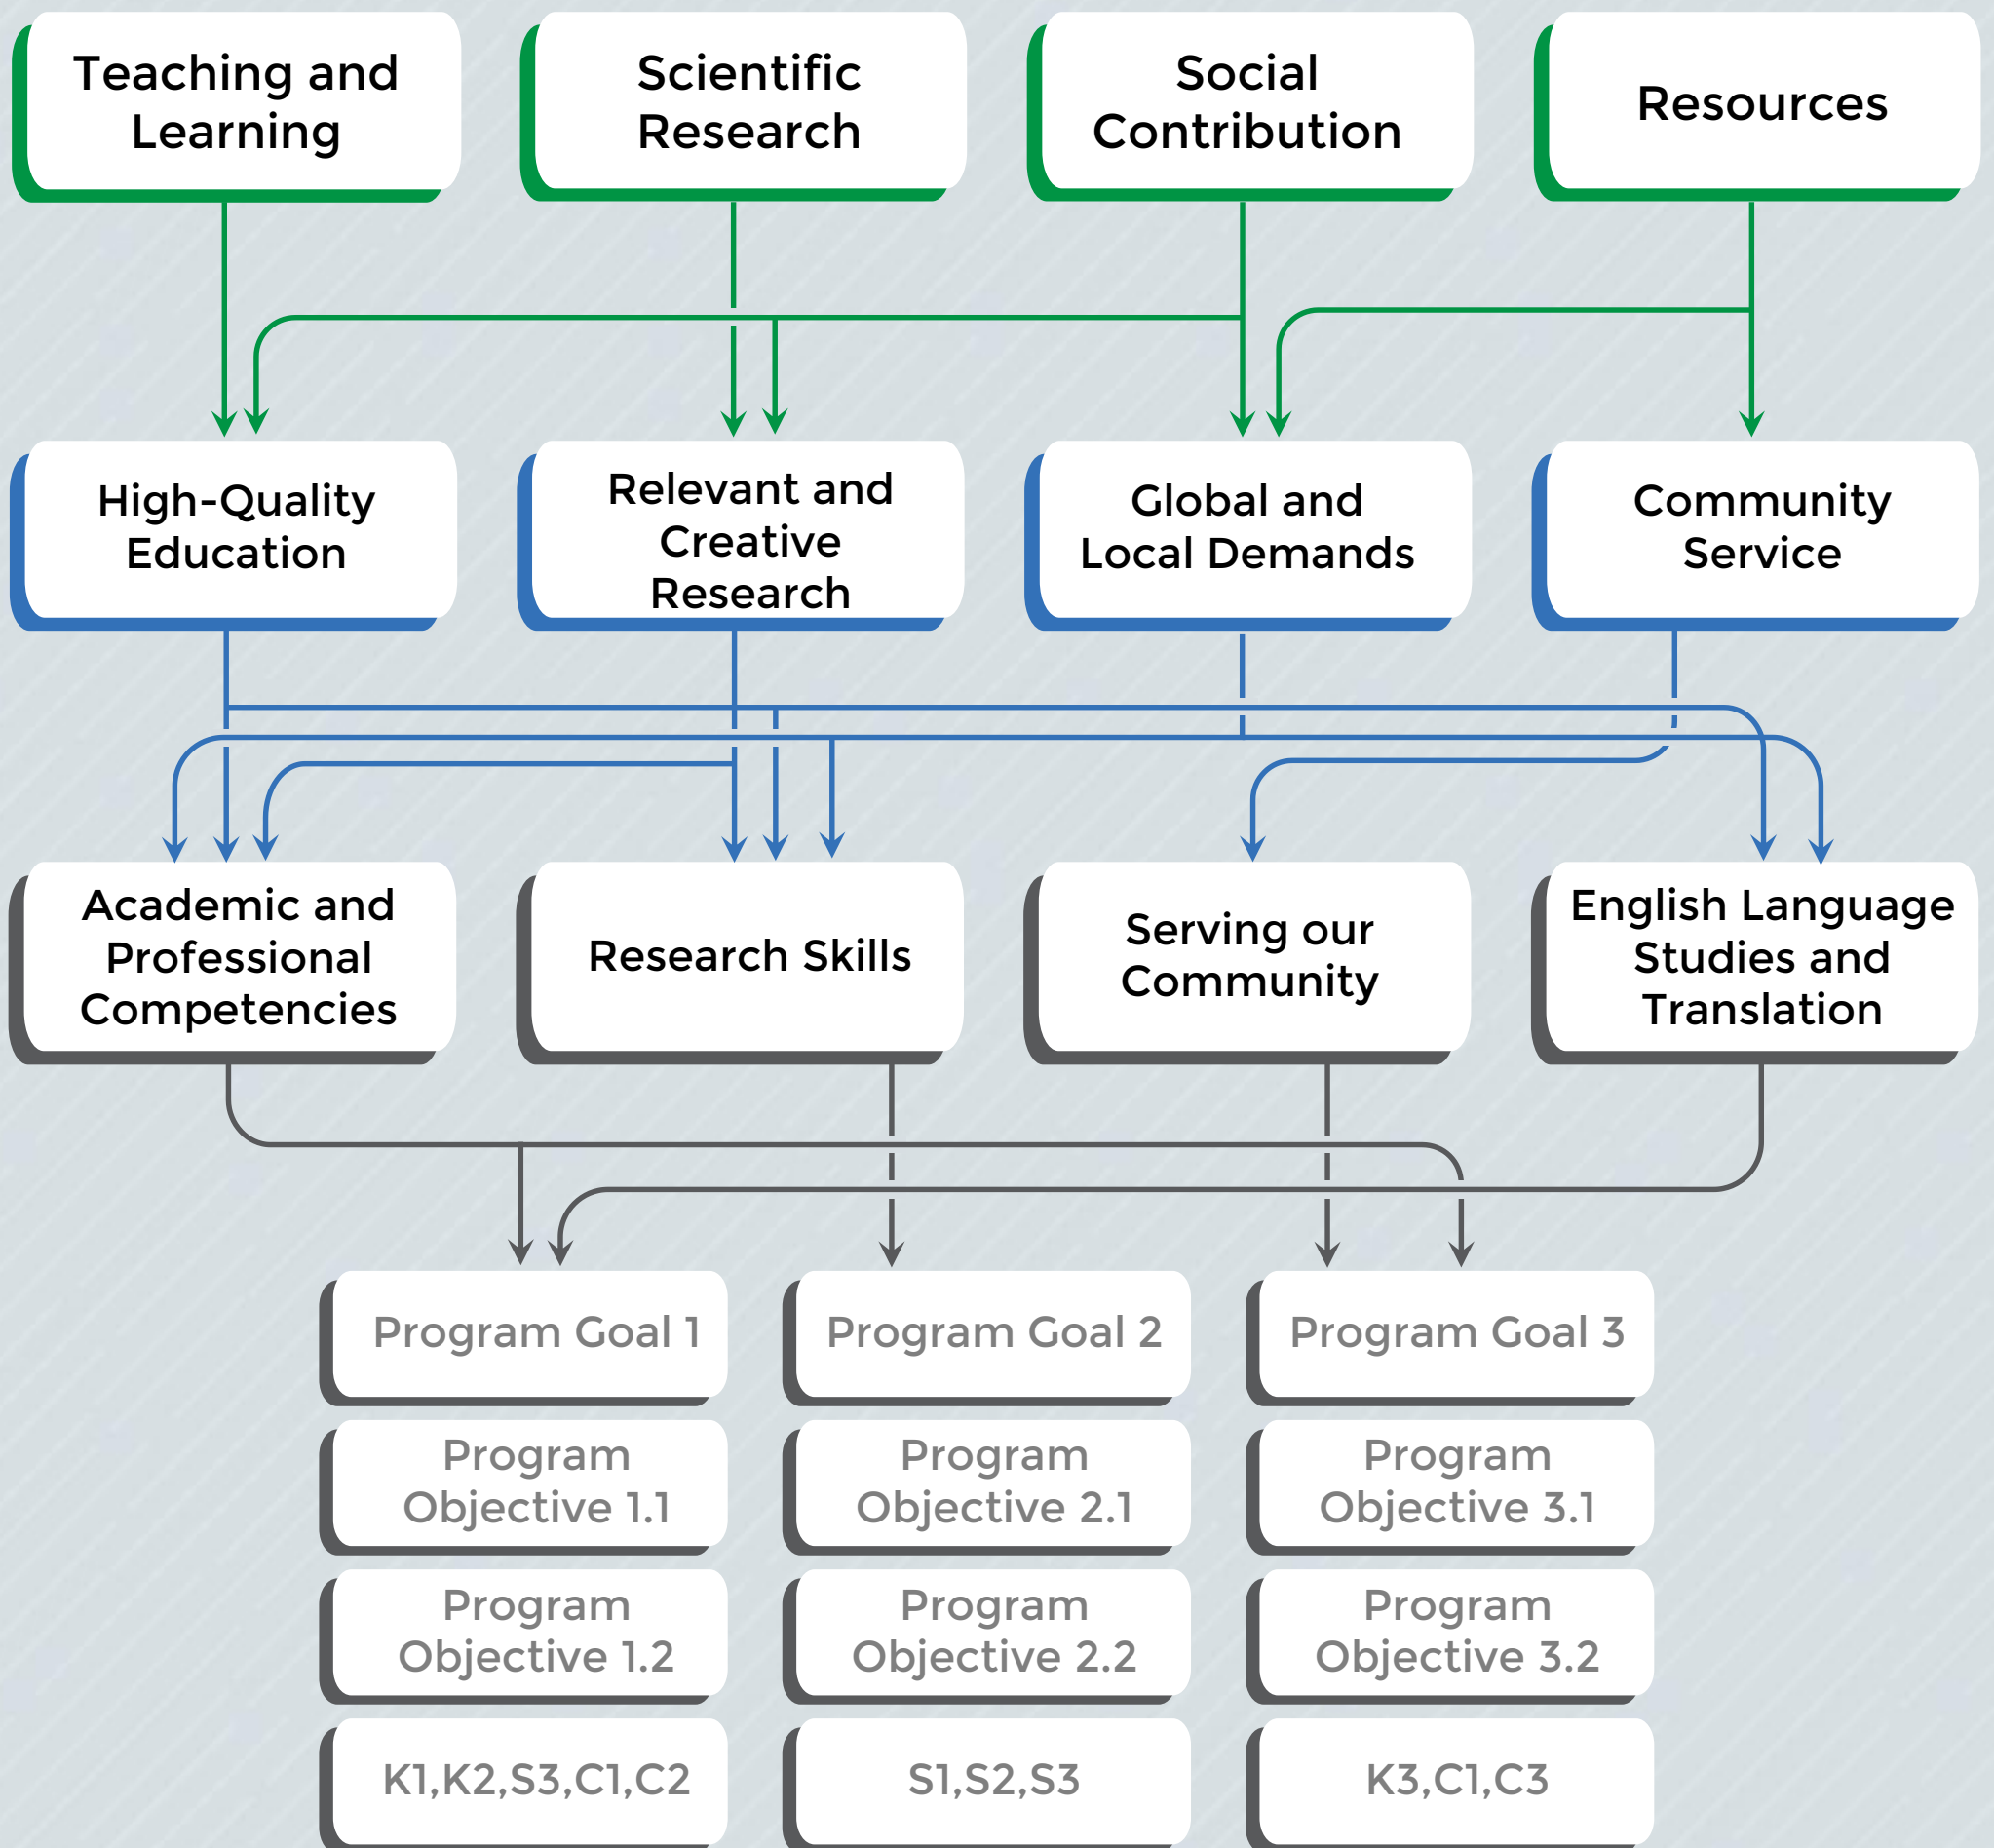 Teaching and
Learning
Scientific
Research
Social
Contribution
Resources
High-Quality
Education
Relevant and
Creative
Research
Global and
Local Demands
Community
Service
Academic and
Professional
Competencies
Research Skills
Serving our
Community
English Language
Studies and
Translation
Program Goal 1
Program Goal 2
Program Goal 3
Program
Objective 1.1
Program
Objective 2.1
Program
Objective 3.1
Program
Objective 1.2
Program
Objective 2.2
Program
Objective 3.2
K1,K2,S3,C1,C2
S1,S2,S3
K3,C1,C3